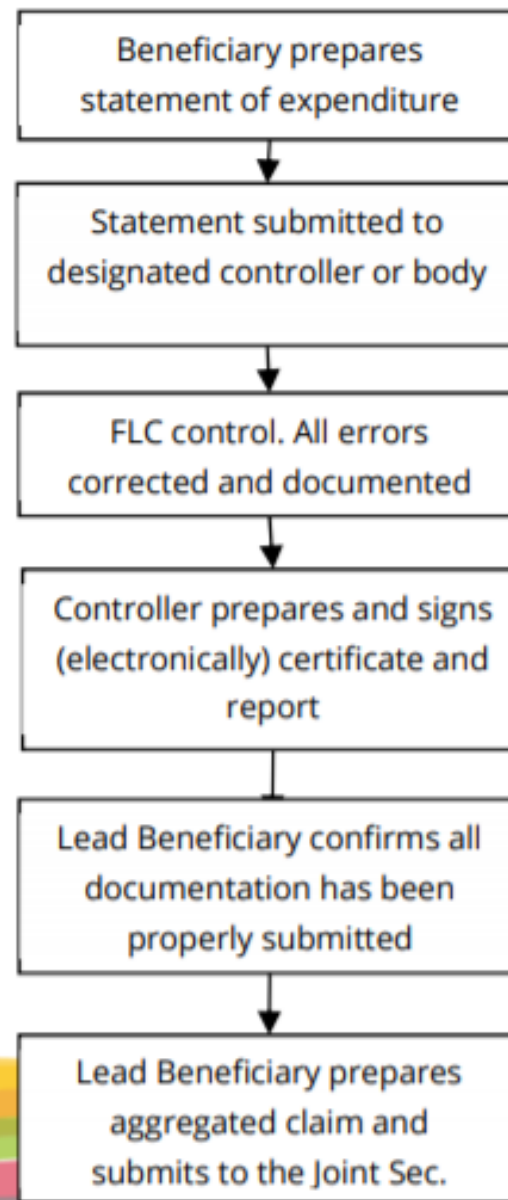 Beneficiary prepares
statement of expenditure
Statement submitted to
designated controller or body
FLC control. All errors
corrected and documented
Controller prepares and signs
(electronically) certificate and
report
Lead Beneficiary confirms all
documentation has been
properly submitted
Lead Beneficiary prepares
aggregated claim and
submits to the Joint Sec.